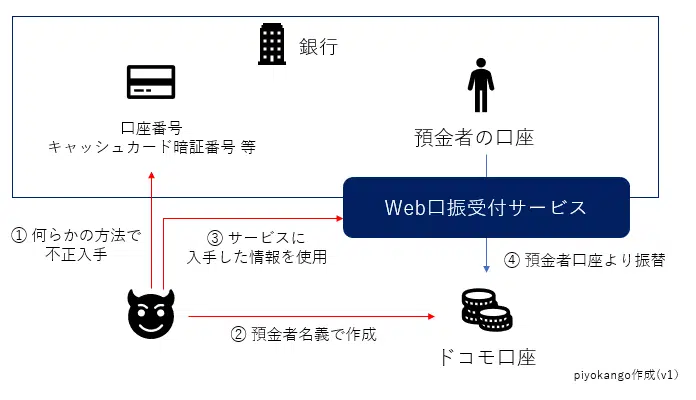 銀行
口座番号
キャッシュカード暗証番号 等
預金者の口座
Web口振受付サービス
① 何らかの方法で
不正入手
③ サービスに
入手した情報を使用
④ 預金者口座より振替
② 預金者名義で作成
ドコモ口座
piyokango作成(v1)